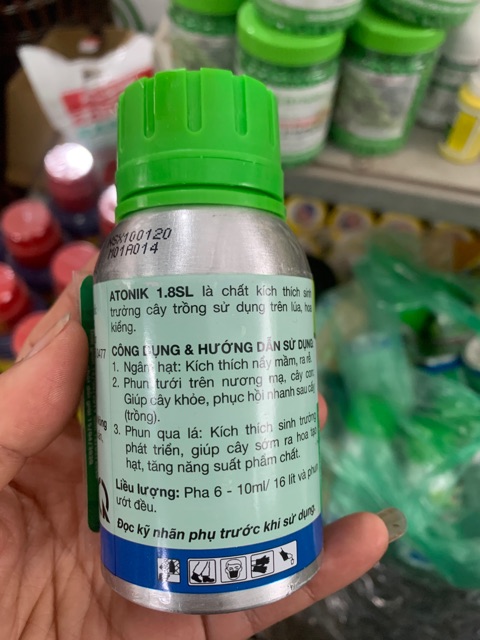 NSX100120
M01A014
ATONIK 1.8SL là chất kích thích sinh
trưởng cây trồng sử dụng trên lúa, hoa
kiểng.
CÔNG DỤNG & HƯỚNG DẪN SỬ DỤNG
1. Ngâm hạt: Kích thích nẩy mầm, ra rễ.
2. Phun tưới trên nương mạ, cây con:
Giúp cây khỏe, phục hồi nhanh sau cấy
(trồng).
3. Phun qua lá: Kích thích sinh trưởng
phát triển, giúp cây sớm ra hoa tạo
hạt, tăng năng suất phẩm chất.
Liều lượng: Pha 6 - 10ml/ 16 lít và phun
ướt đều.
Đọc kỹ nhãn phụ trước khi sử dụng.